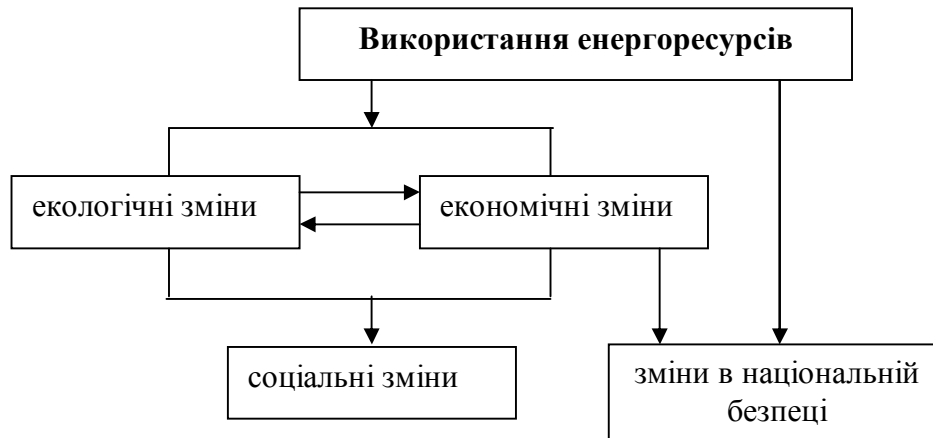 Використання енергоресурсів
екологічні зміни
економічні зміни
соціальні зміни
зміни в національній
безпеці